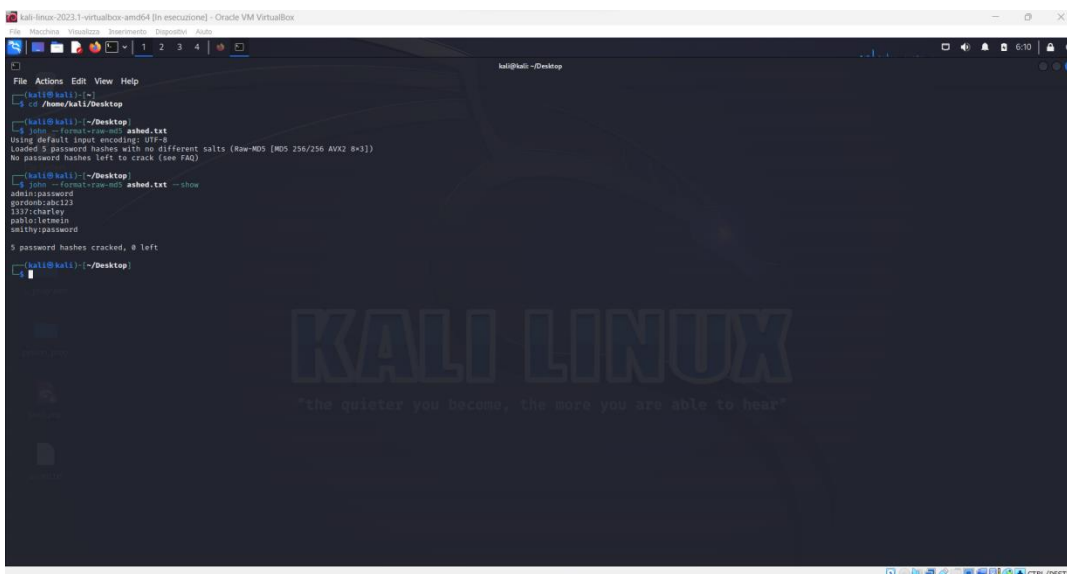 kali-linux-2023.1-virtualbox-amd64 [In esecuzione] - Oracle VM VirtualBox
File Macchina Visualizza Inserimento Dispositivi Aiuto
1 2 3 4
6:10
kali@kali: ~/Desktop
File Actions Edit View Help
(kali㉿kali)-[~]
$ cd /home/kali/Desktop
(kali㉿kali)-[~/Desktop]
$ john --format=raw-md5 ashed.txt
Using default input encoding: UTF-8
Loaded 5 password hashes with no different salts (Raw-MD5 [MD5 256/256 AVX2 8×3])
No password hashes left to crack (see FAQ)
(kali㉿kali)-[~/Desktop]
$ john --format=raw-md5 ashed.txt --show
admin:password
gordonb:abc123
1337:charley
pablo:letmein
smithy:password
5 password hashes cracked, 0 left
(kali㉿kali)-[~/Desktop]
$
KALI LINUX
"the quieter you become, the more you are able to hear"